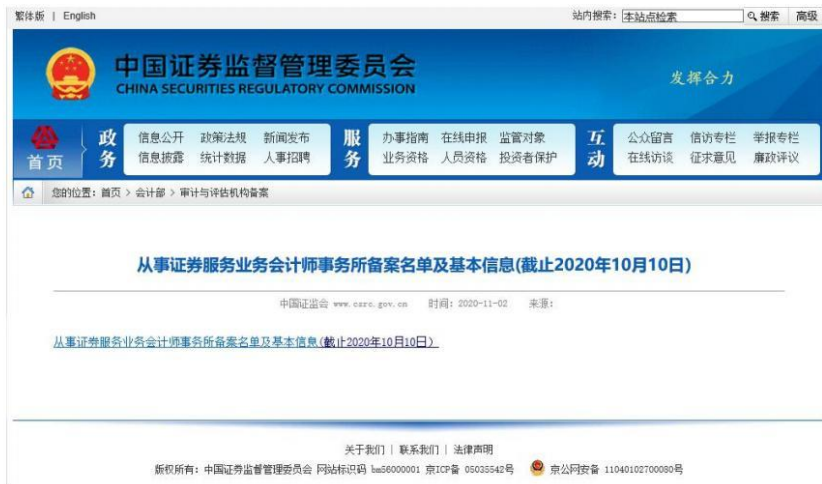 繁体版 | English
站内搜索: 本站点检索 搜索 高级
中国证券监督管理委员会
CHINA SECURITIES REGULATORY COMMISSION
发挥合力
首页
政务
信息公开 政策法规 新闻发布
信息披露 统计数据 人事招聘
服务
办事指南 在线申报 监管对象
业务资格 人员资格 投资者保护
互动
公众留言 信访专栏 举报专栏
在线访谈 征求意见 廉政评议
您的位置: 首页 > 会计部 > 审计与评估机构备案
从事证券服务业务会计师事务所备案名单及基本信息(截止2020年10月10日)
中国证监会 www.csrc.gov.cn 时间: 2020-11-02 来源:
从事证券服务业务会计师事务所备案名单及基本信息(截止2020年10月10日)
关于我们 | 联系我们 | 法律声明
版权所有: 中国证券监督管理委员会 网站标识码 bm56000001 京ICP备 05035542号 京公网安备 11040102700080号